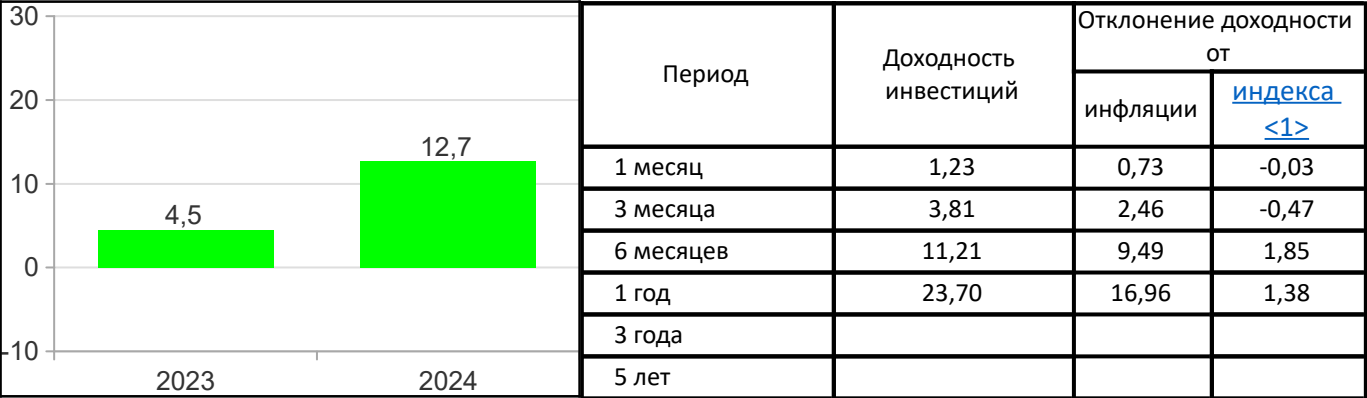 30
20
10
0
-10
4,5
12,7
2023
2024
Период
Доходность
инвестиций
Отклонение доходности
от
инфляции
индекса
<1>
1 месяц 1,23 0,73 -0,03
3 месяца 3,81 2,46 -0,47
6 месяцев 11,21 9,49 1,85
1 год 23,70 16,96 1,38
3 года
5 лет